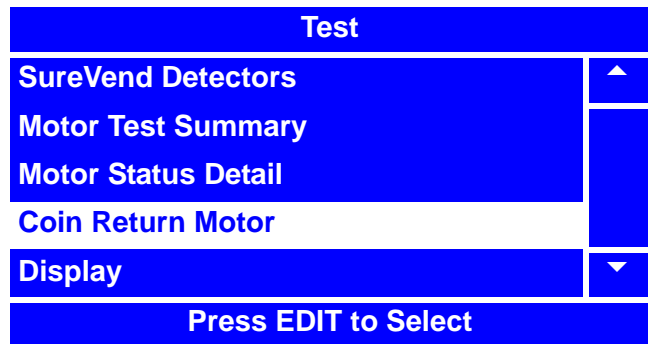 Test
SureVend Detectors
Motor Test Summary
Motor Status Detail
Coin Return Motor
Display
Press EDIT to Select